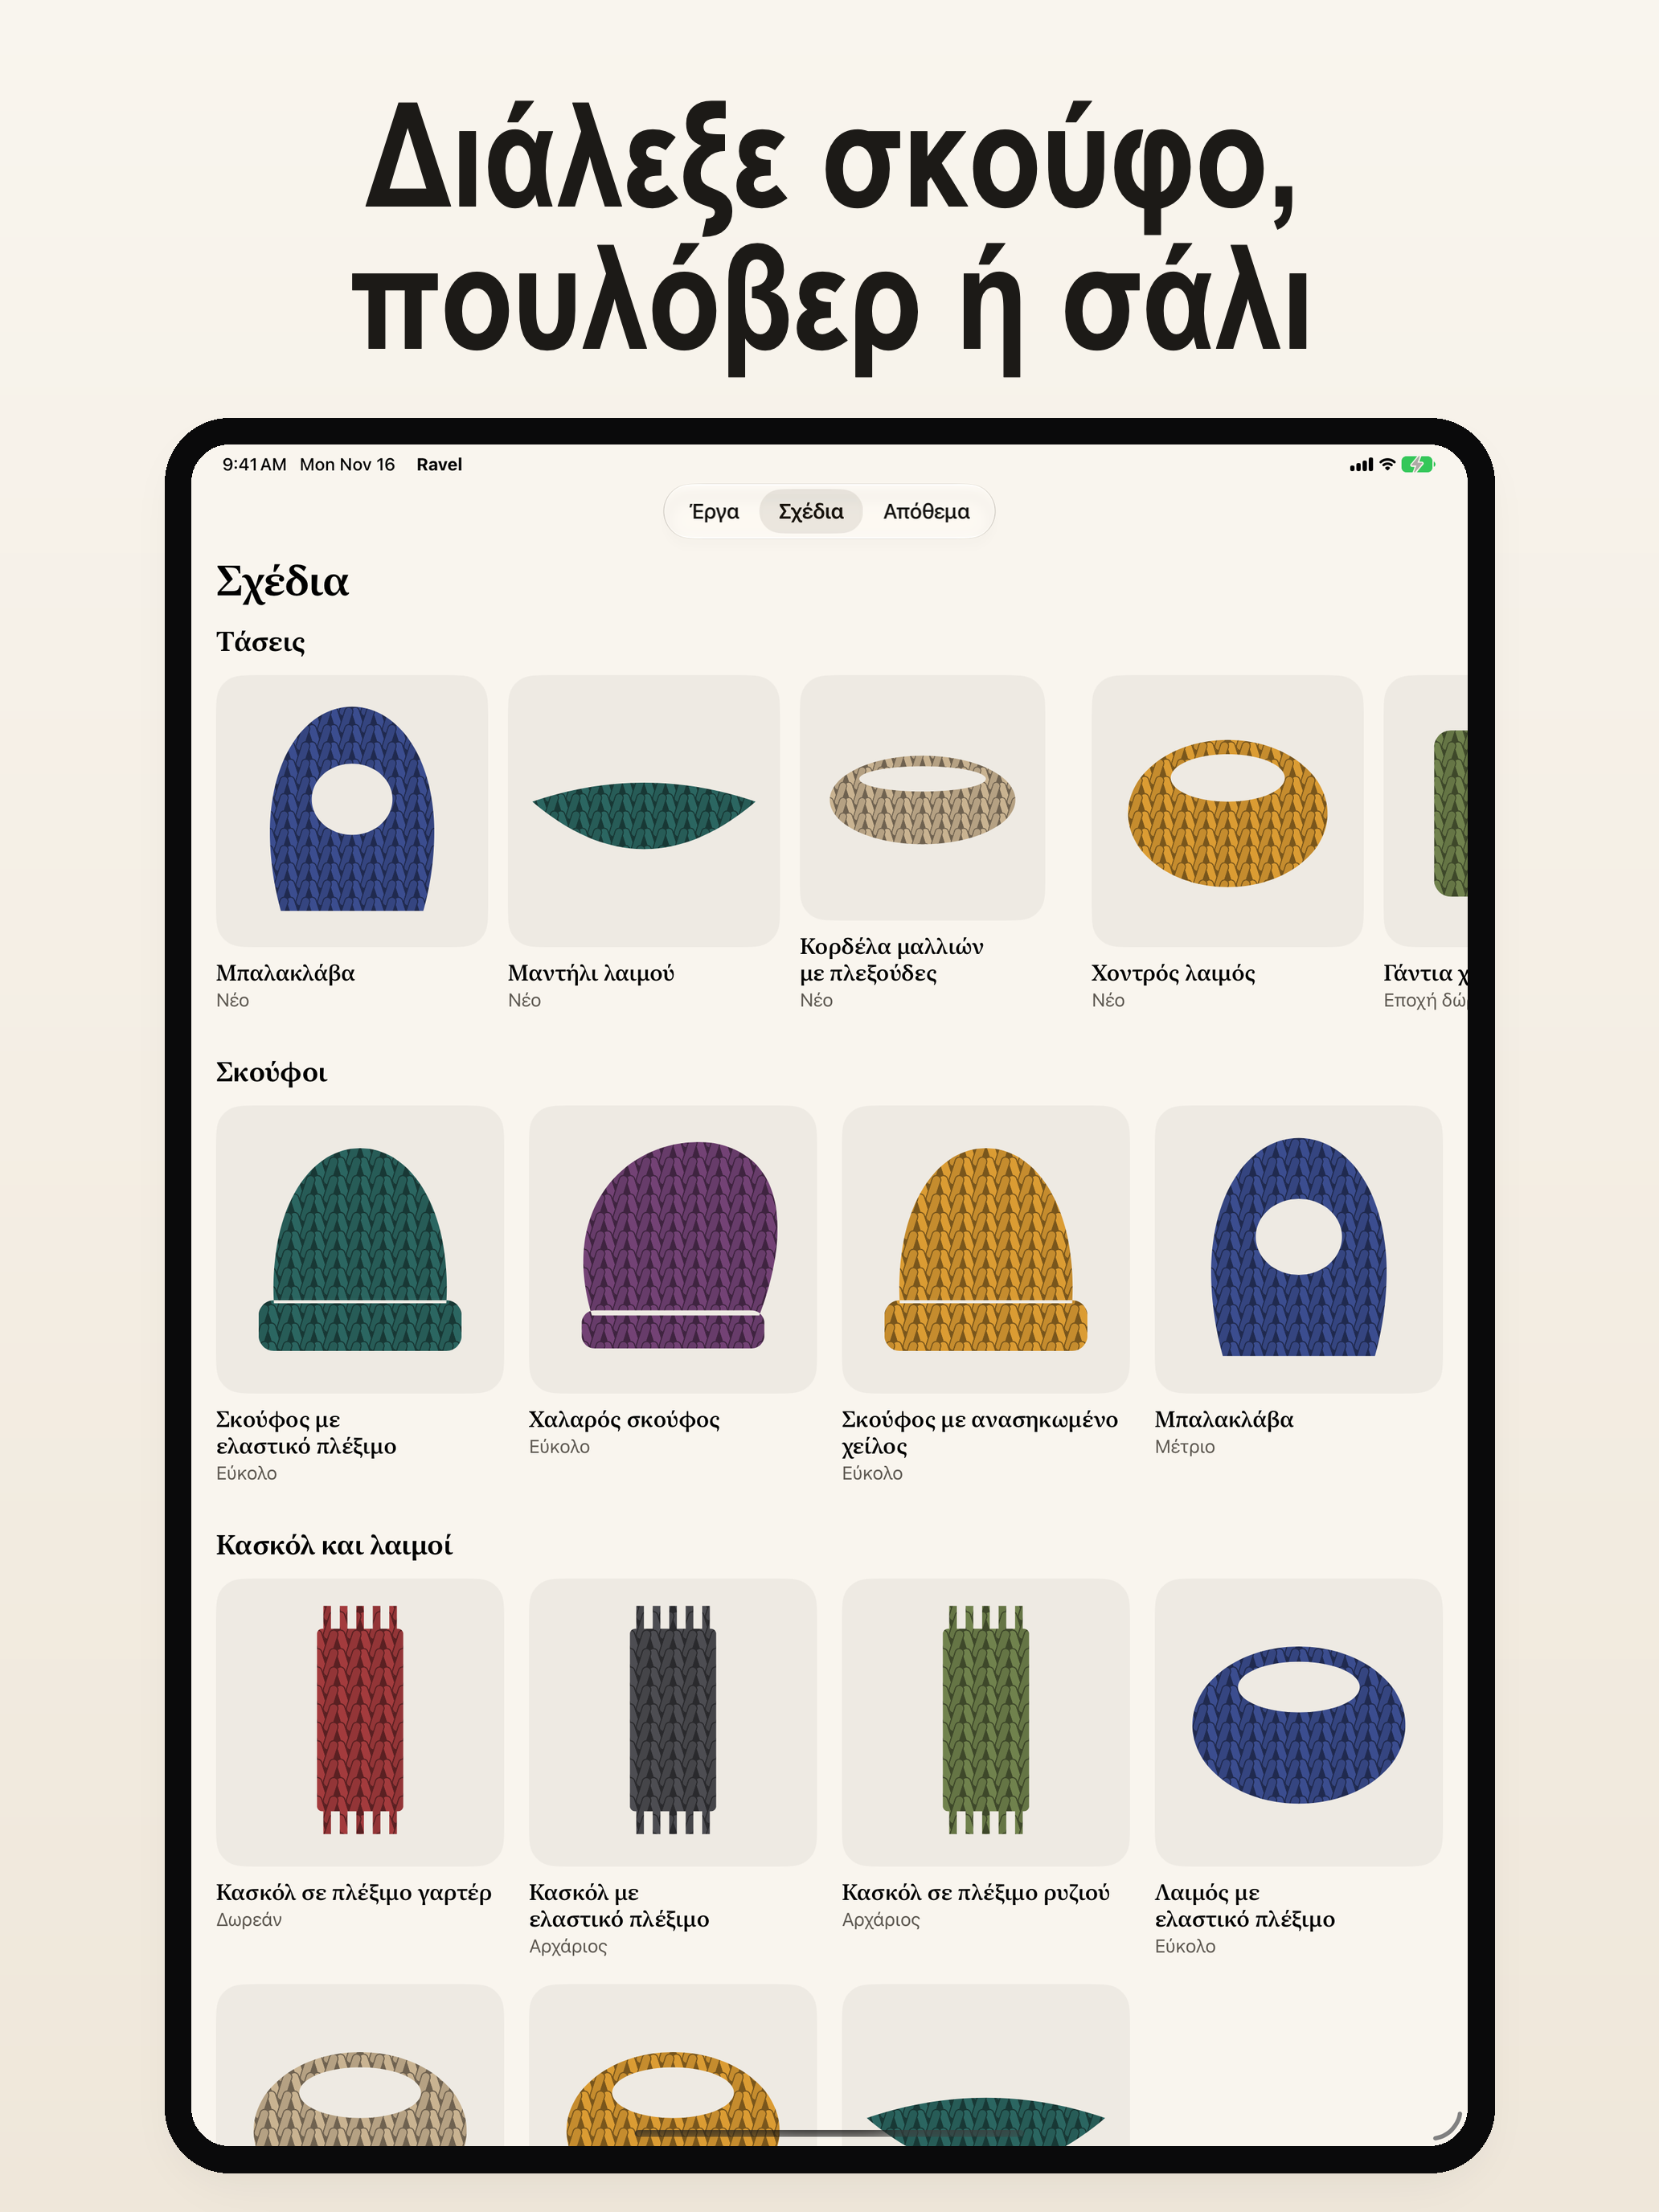 Διάλεξε σκούφο,
πουλόβερ ή σάλι
9:41 AM Mon Nov 16 Ravel
Έργα Σχέδια Απόθεμα
Σχέδια
Τάσεις
Μπαλακλάβα
Νέο
Μαντήλι λαιμού
Νέο
Κορδέλα μαλλιών
με πλεξούδες
Νέο
Χοντρός λαιμός
Νέο
Γάντια
Εποχή
Σκούφοι
Σκούφος με
ελαστικό πλέξιμο
Εύκολο
Χαλαρός σκούφος
Εύκολο
Σκούφος με ανασηκωμένο
χείλος
Εύκολο
Μπαλακλάβα
Μέτριο
Κασκόλ και λαιμοί
Κασκόλ σε πλέξιμο γαρτέρ
Δωρεάν
Κασκόλ με
ελαστικό πλέξιμο
Αρχάριος
Κασκόλ σε πλέξιμο ρυζιού
Αρχάριος
Λαιμός με
ελαστικό πλέξιμο
Εύκολο